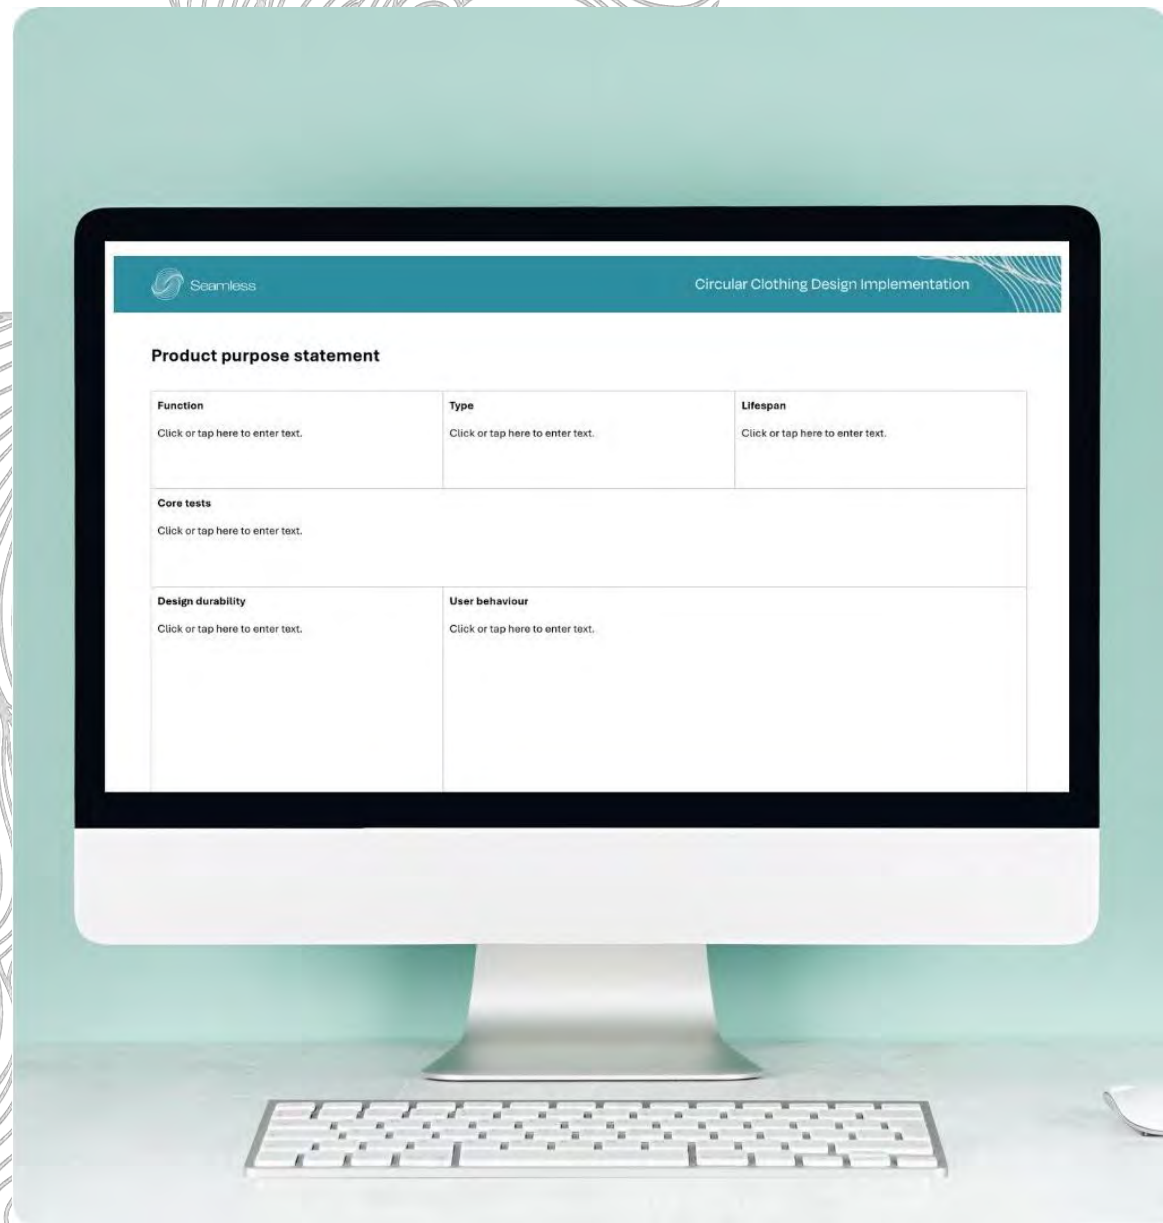 Seamless
Circular Clothing Design Implementation
Product purpose statement
Function
Type
Lifespan
Click or tap here to enter text.
Click or tap here to enter text.
Click or tap here to enter text.
Core tests
Click or tap here to enter text.
Design durability
User behaviour
Click or tap here to enter text.
Click or tap here to enter text.